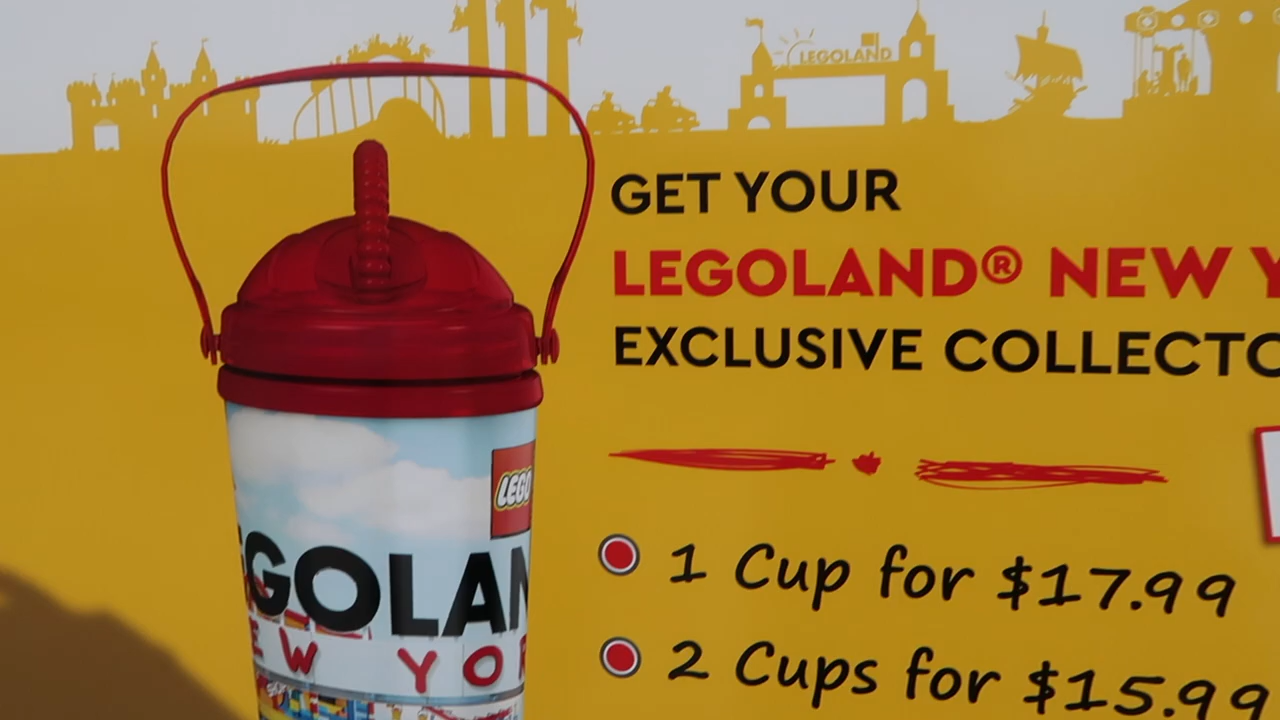 LEGOLAND
GET YOUR
LEGOLAND® NEW Y
EXCLUSIVE COLLECTO
LEGO
EGOLAN
EW YOR
1 Cup for $17.99
2 Cups for $15.99